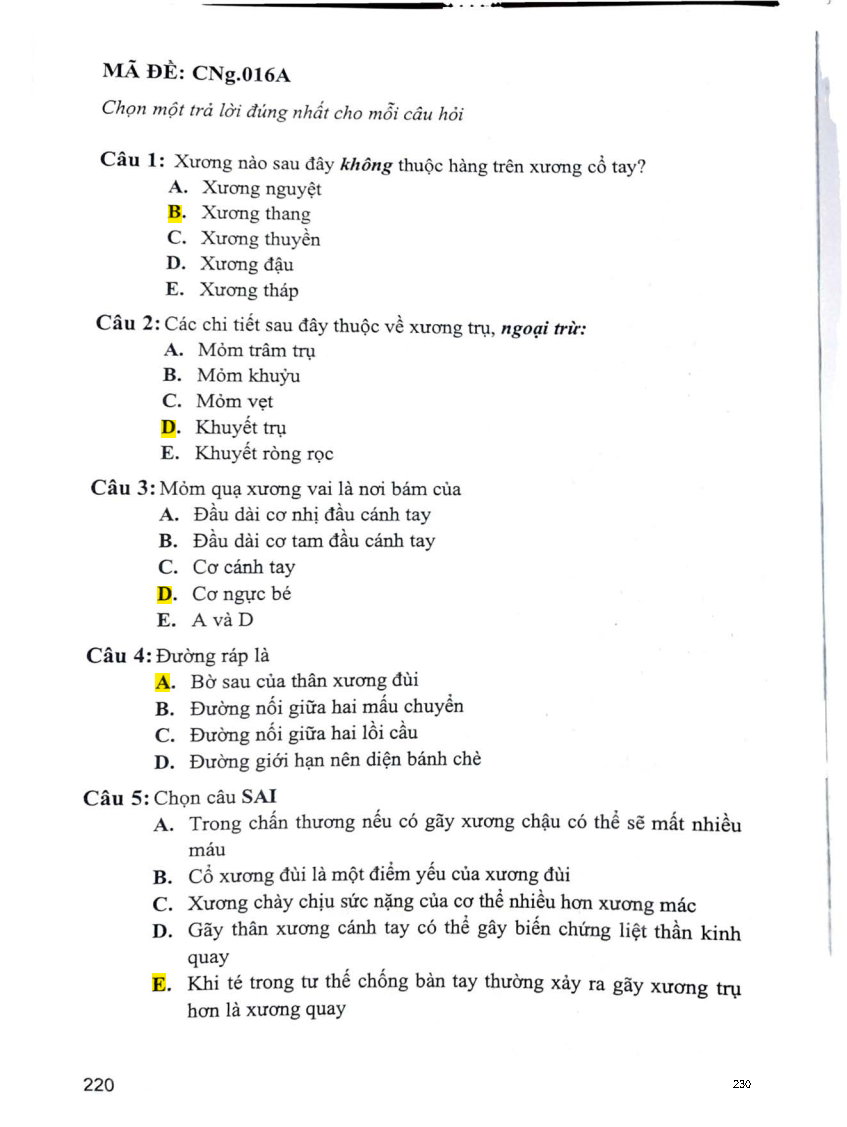 MÃ ĐỀ: CNg.016A
Chọn một trả lời đúng nhất cho mỗi câu hỏi
Câu 1: Xương nào sau đây không thuộc hàng trên xương cổ tay?
A. Xương nguyệt
B. Xương thang
C. Xương thuyền
D. Xương đậu
E. Xương tháp
Câu 2: Các chi tiết sau đây thuộc về xương trụ, ngoại trừ:
A. Mỏm trâm trụ
B. Mỏm khuỷu
C. Mỏm vẹt
D. Khuyết trụ
E. Khuyết ròng rọc
Câu 3: Mỏm quạ xương vai là nơi bám của
A. Đầu dài cơ nhị đầu cánh tay
B. Đầu dài cơ tam đầu cánh tay
C. Cơ cánh tay
D. Cơ ngực bé
E. A và D
Câu 4: Đường ráp là
A. Bờ sau của thân xương đùi
B. Đường nối giữa hai mấu chuyển
C. Đường nối giữa hai lồi cầu
D. Đường giới hạn nên diện bánh chè
Câu 5: Chọn câu SAI
A. Trong chấn thương nếu có gãy xương chậu có thể sẽ mất nhiều
máu
B. Cổ xương đùi là một điểm yếu của xương đùi
C. Xương chày chịu sức nặng của cơ thể nhiều hơn xương mác
D. Gãy thân xương cánh tay có thể gây biến chứng liệt thần kinh
quay
E. Khi té trong tư thế chống bàn tay thường xảy ra gãy xương trụ
hơn là xương quay
220
230